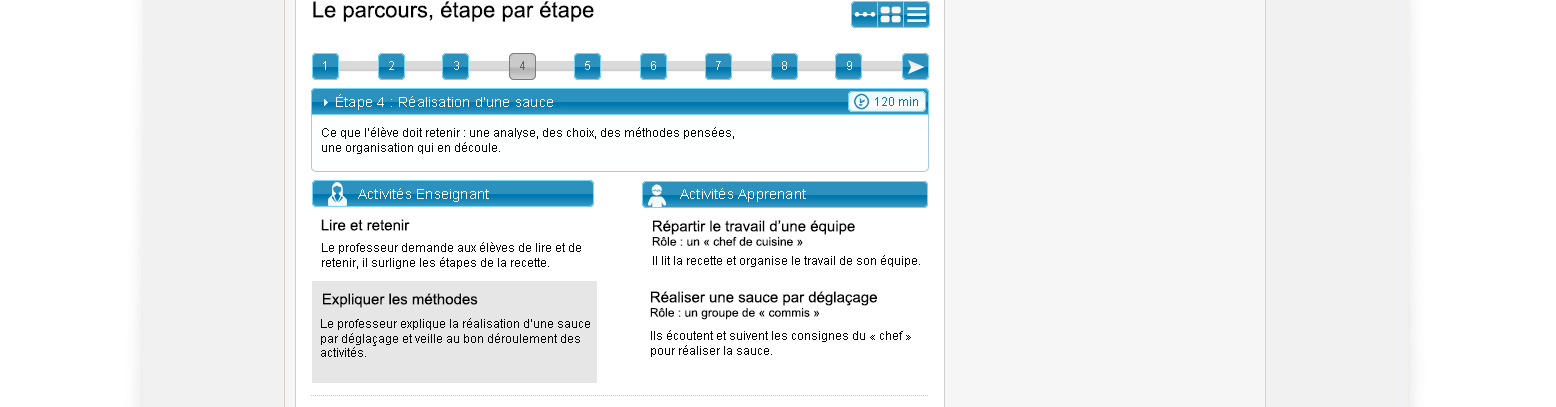 Le parcours, étape par étape
1 2 3 4 5 6 7 8 9
Étape 4 : Réalisation d'une sauce
120 min
Ce que l'élève doit retenir : une analyse, des choix, des méthodes pensées,
une organisation qui en découle.
Activités Enseignant
Lire et retenir
Le professeur demande aux élèves de lire et de
retenir, il surligne les étapes de la recette.
Expliquer les méthodes
Le professeur explique la réalisation d'une sauce
par déglaçage et veille au bon déroulement des
activités.
Activités Apprenant
Répartir le travail d'une équipe
Rôle : un « chef de cuisine »
Il lit la recette et organise le travail de son équipe.
Réaliser une sauce par déglaçage
Rôle : un groupe de « commis »
Ils écoutent et suivent les consignes du « chef »
pour réaliser la sauce.